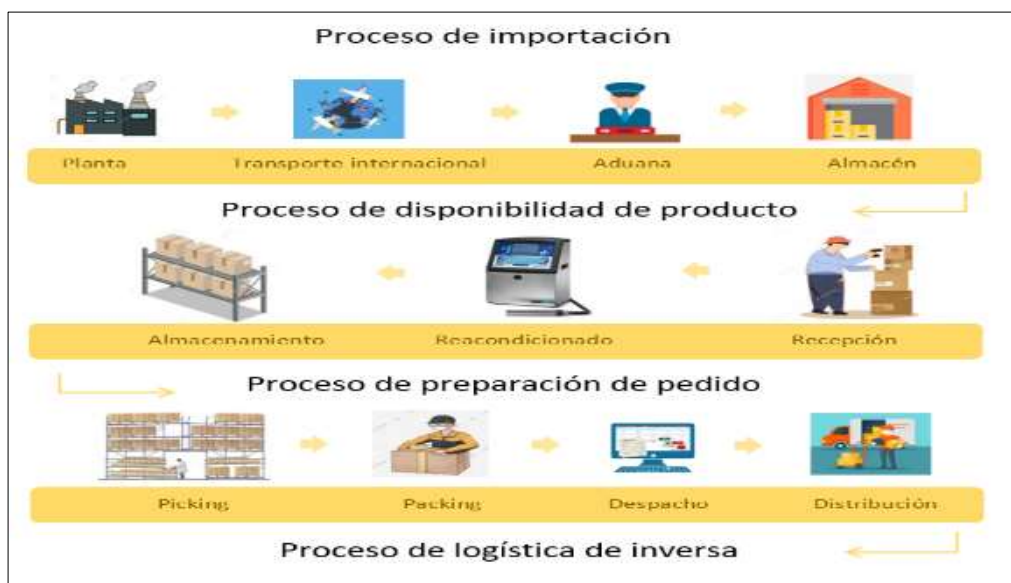 Proceso de importación
Planta Transporte internacional Aduana Almacén
Proceso de disponibilidad de producto
Almacenamiento Reacondicionado Recepción
Proceso de preparación de pedido
Picking Packing Despacho Distribución
Proceso de logística de inversa